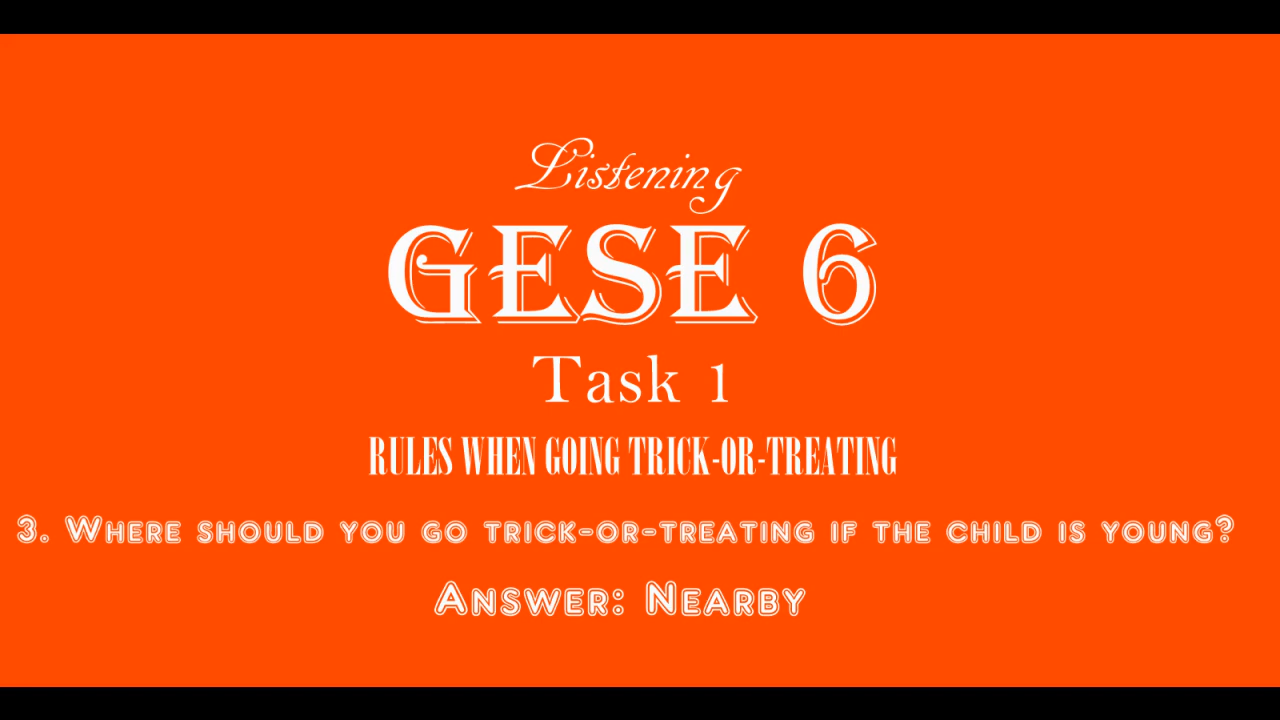 Listening
GESE 6
Task 1
RULES WHEN GOING TRICK-OR-TREATING
3. Where should you go trick-or-treating if the child is young?
Answer: Nearby